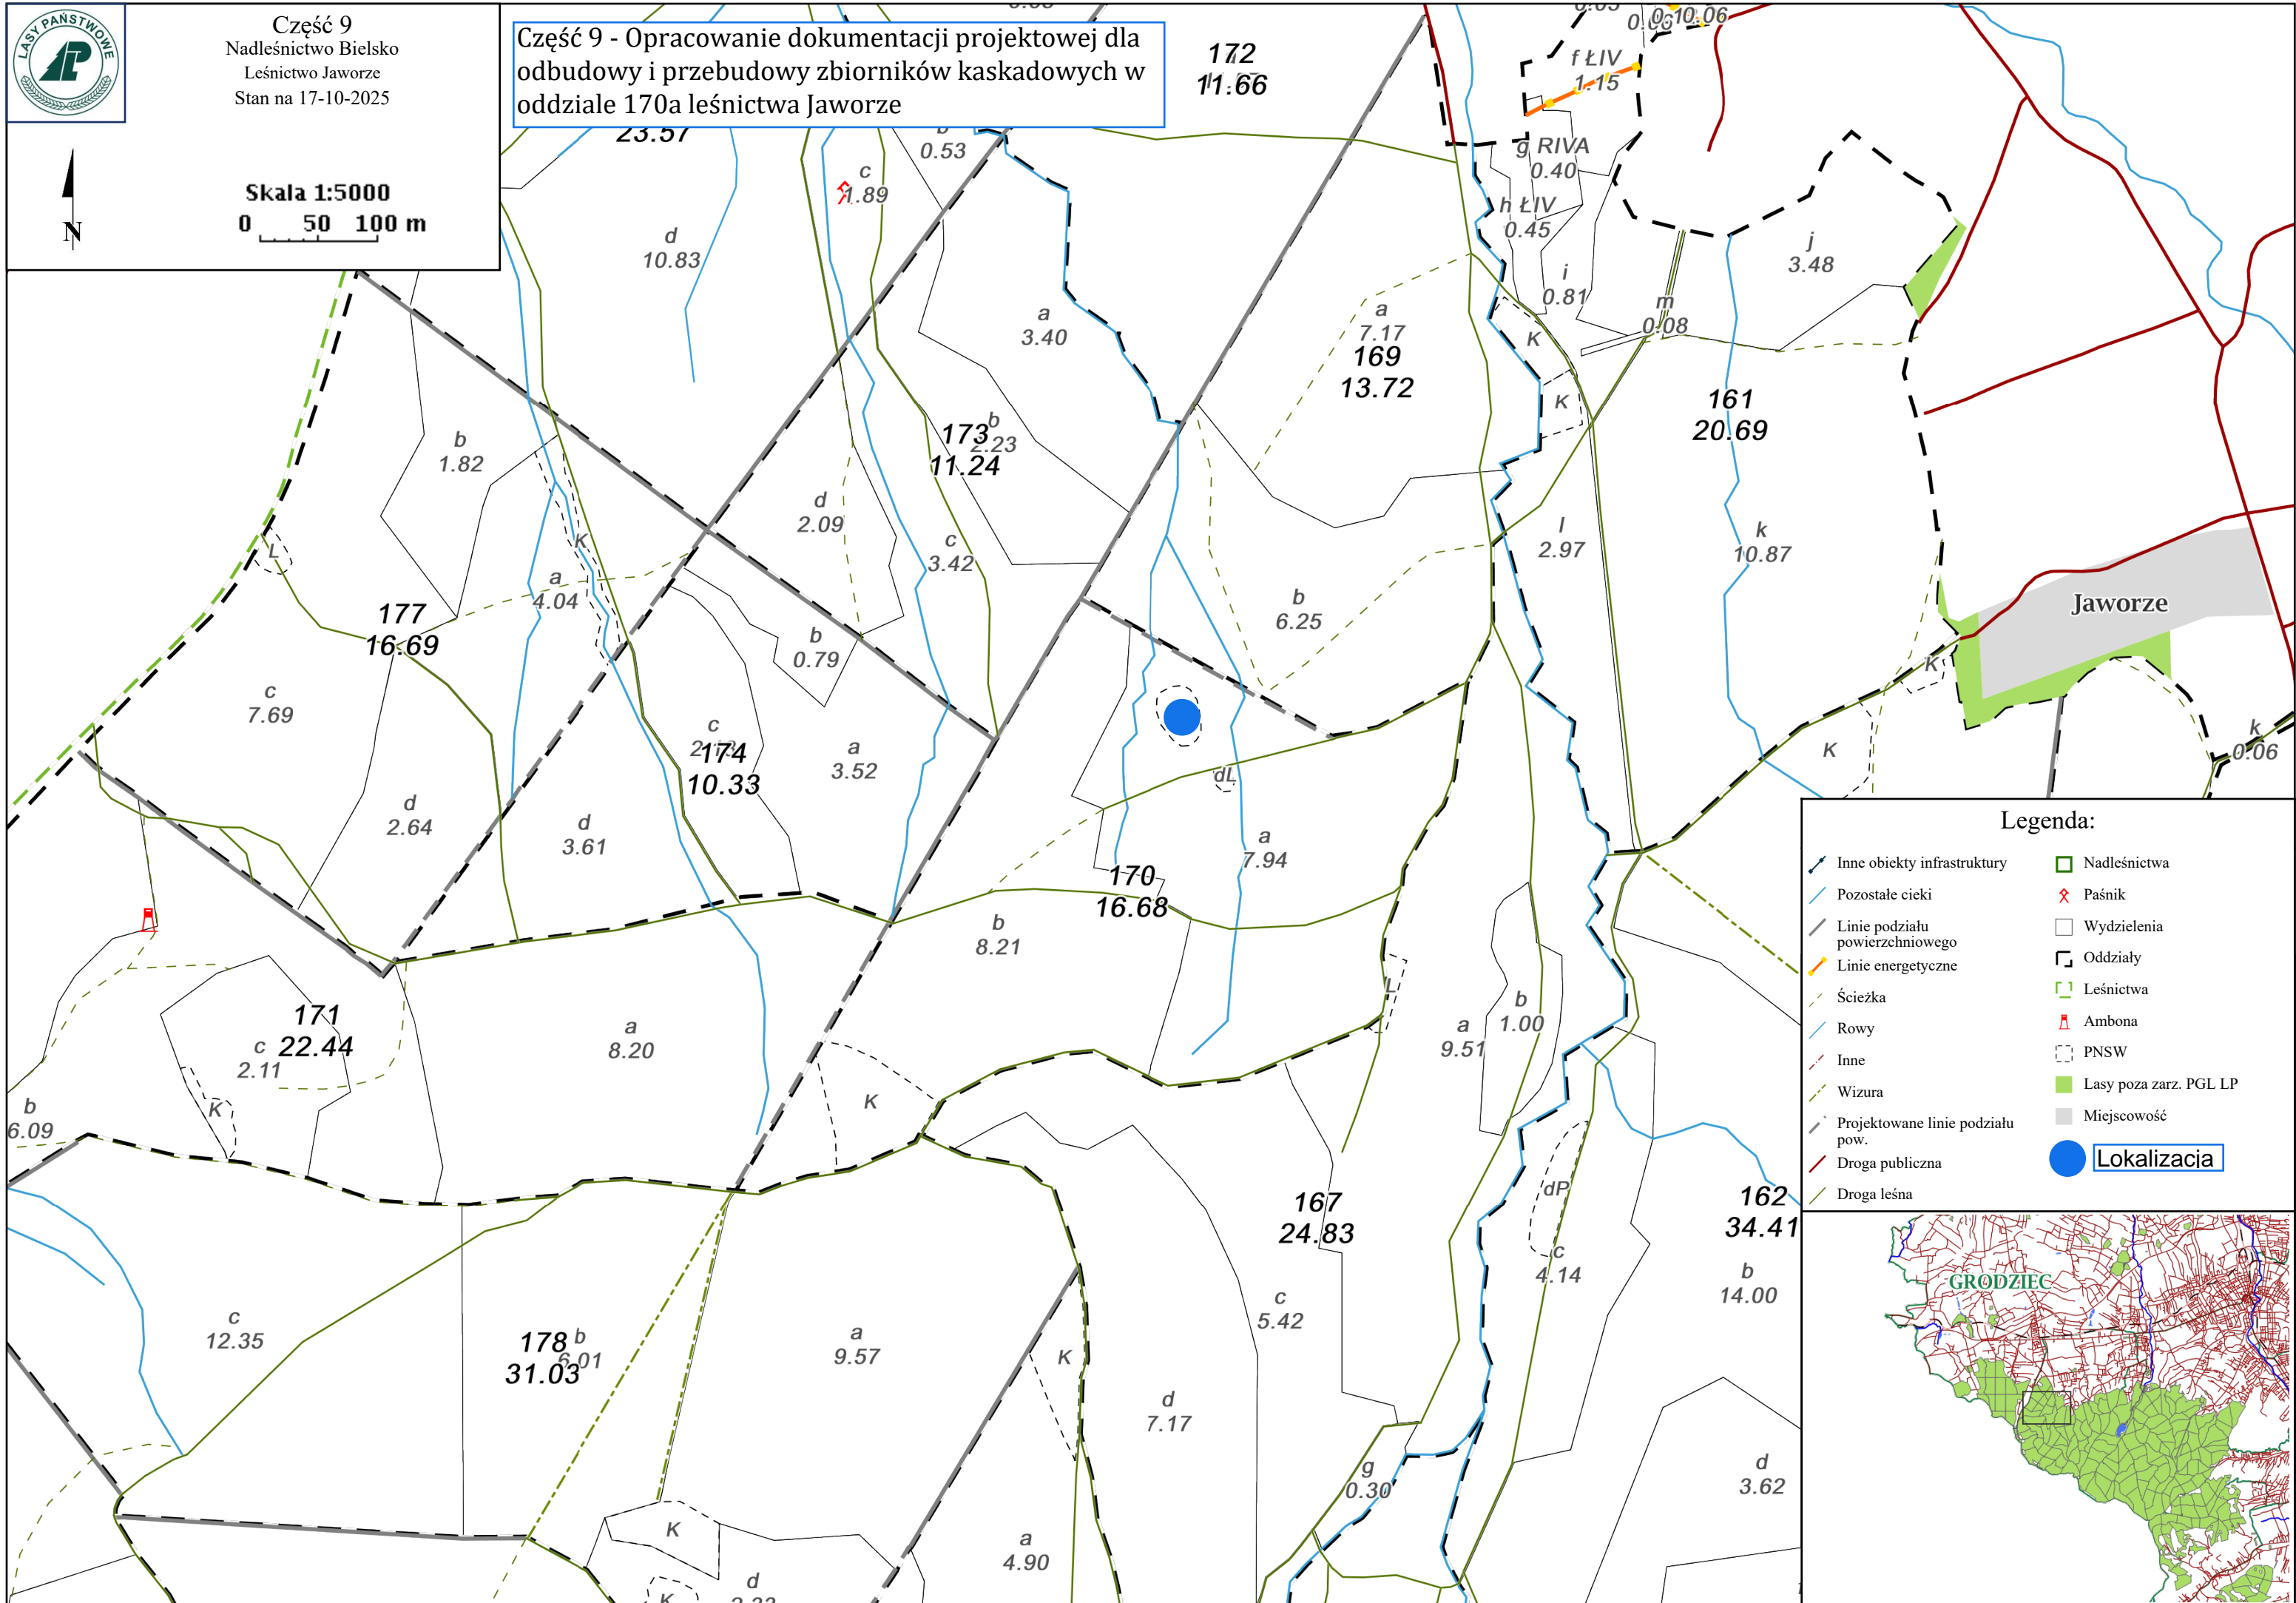 LASY PAŃSTWOWE
Część 9
Nadleśnictwo Bielsko
Leśnictwo Jaworze
Stan na 17-10-2025
N
Skala 1:5000
0 50 100 m
Część 9 - Opracowanie dokumentacji projektowej dla
odbudowy i przebudowy zbiorników kaskadowych w
oddziale 170a leśnictwa Jaworze
172
11.66
f ŁIV
1.15
23.57
b
0.53
c
1.89
g RIVA
0.40
h ŁIV
0.45
d
10.83
j
3.48
i
0.81
m
0.08
a
3.40
a
7.17
169
13.72
K
K
161
20.69
b
1.82
173
11.24
b
2.23
d
2.09
c
3.42
l
2.97
k
10.87
L
K
a
4.04
177
16.69
b
0.79
b
6.25
Jaworze
K
c
7.69
c
174
10.33
a
3.52
K
k
0.06
dL
d
2.64
d
3.61
a
7.94
170
16.68
b
8.21
L
171
22.44
c
2.11
a
8.20
a
9.51
b
1.00
K
K
b
6.09
dP
167
24.83
162
34.41
c
4.14
b
14.00
c
12.35
178
31.03
b
6.01
a
9.57
K
c
5.42
d
7.17
g
0.30
d
3.62
K
a
4.90
d
K
Legenda:
Inne obiekty infrastruktury
Pozostałe cieki
Linie podziału
powierzchniowego
Linie energetyczne
Ścieżka
Rowy
Inne
Wizura
Projektowane linie podziału
pow.
Droga publiczna
Droga leśna
Nadleśnictwa
Paśnik
Wydzielenia
Oddziały
Leśnictwa
Ambona
PNSW
Lasy poza zarz. PGL LP
Miejscowość
Lokalizacja
GRODZIEC